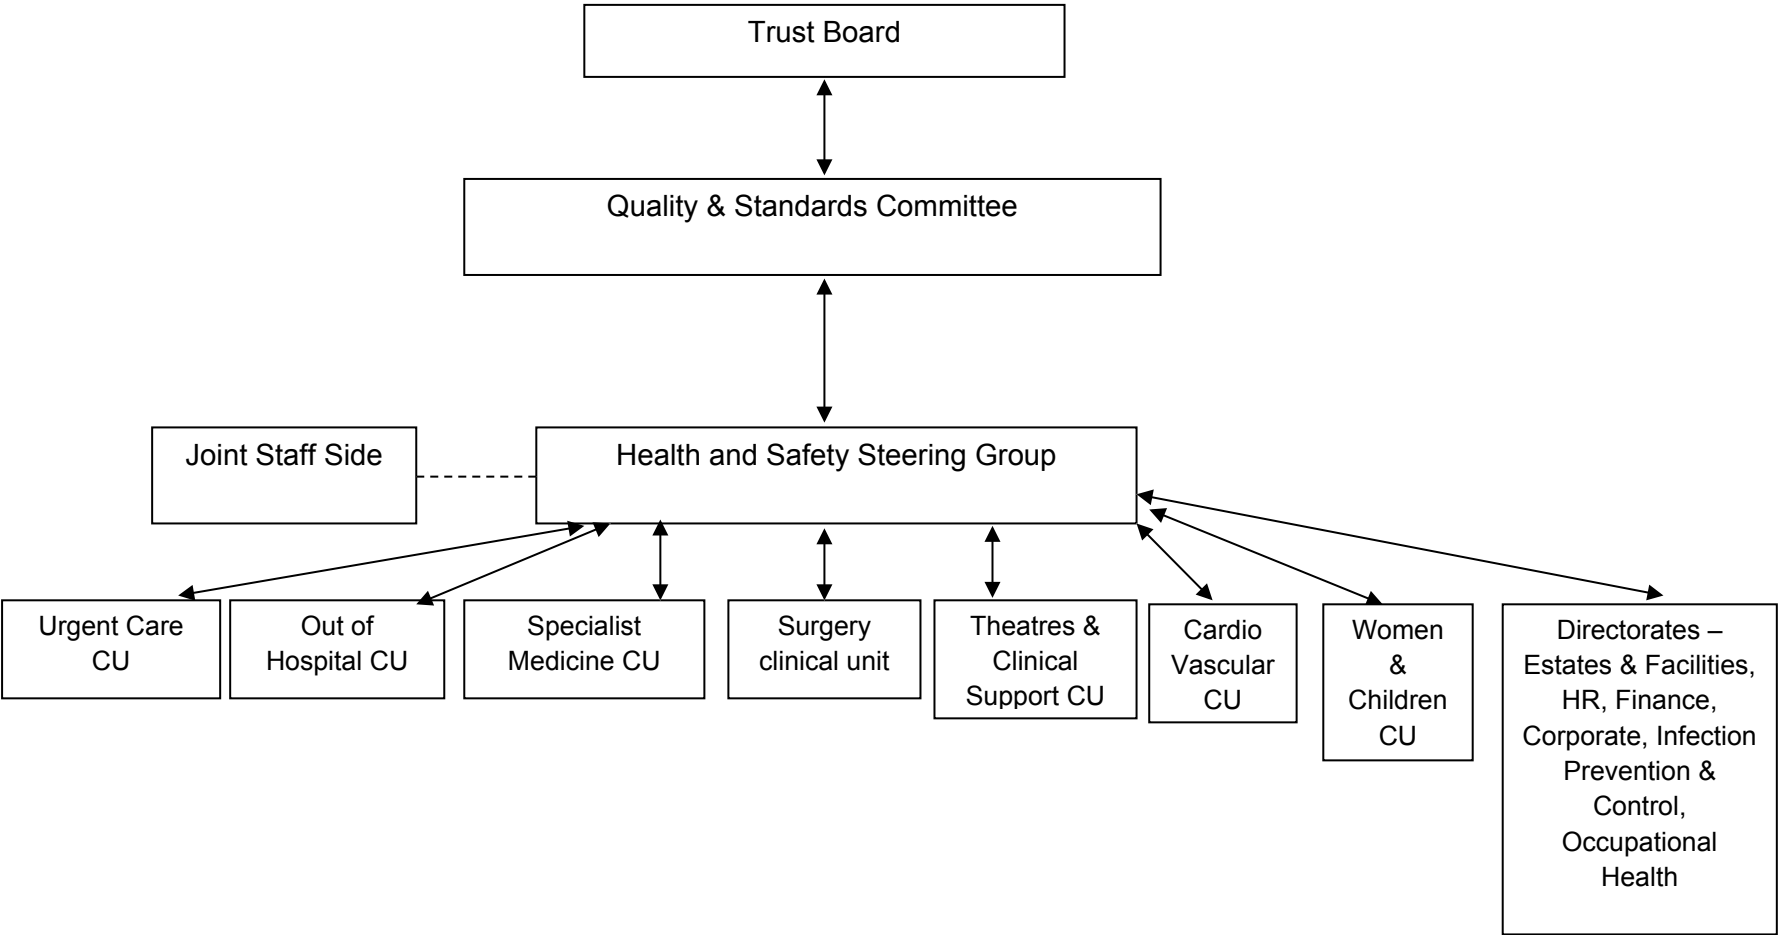 Trust Board
Quality & Standards Committee
Joint Staff Side
Health and Safety Steering Group
Urgent Care
CU
Out of
Hospital CU
Specialist
Medicine CU
Surgery
clinical unit
Theatres &
Clinical
Support CU
Cardio
Vascular
CU
Women
&
Children
CU
Directorates –
Estates & Facilities,
HR, Finance,
Corporate, Infection
Prevention &
Control,
Occupational
Health